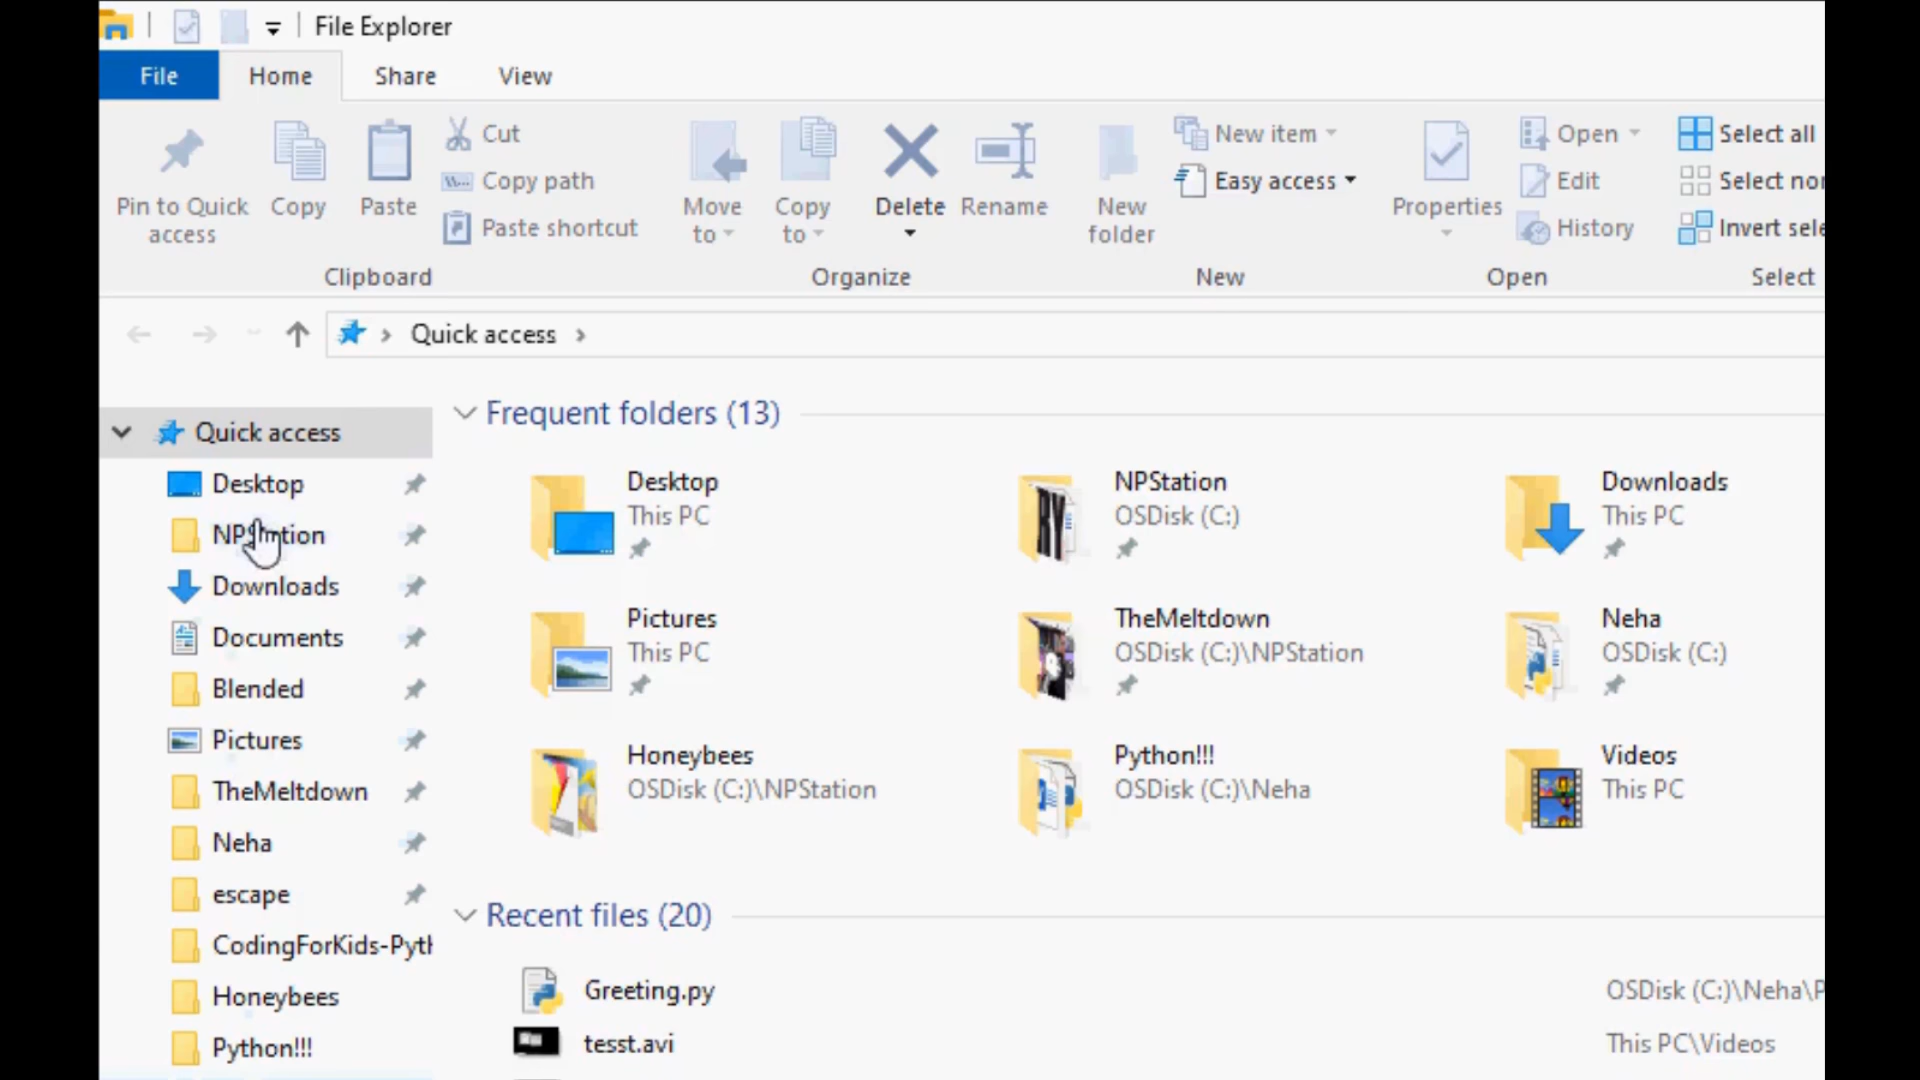 File Explorer
File Home Share View
Pin to Quick access
Copy
Paste
Cut
Copy path
Paste shortcut
Clipboard
Move to
Copy to
Delete
Rename
Organize
New folder
New item
Easy access
New
Properties
Open
Edit
History
Open
Select all
Select nor
Invert sele
Select
Quick access
Quick access
Desktop
NPStation
Downloads
Documents
Blended
Pictures
TheMeltdown
Neha
escape
CodingForKids-Pyth
Honeybees
Python!!!
Frequent folders (13)
Desktop
This PC
NPStation
OSDisk (C:)
Downloads
This PC
Pictures
This PC
TheMeltdown
OSDisk (C:)\NPStation
Neha
OSDisk (C:)
Honeybees
OSDisk (C:)\NPStation
Python!!!
OSDisk (C:)\Neha
Videos
This PC
Recent files (20)
Greeting.py OSDisk (C:)\Neha\P
tesst.avi This PC\Videos